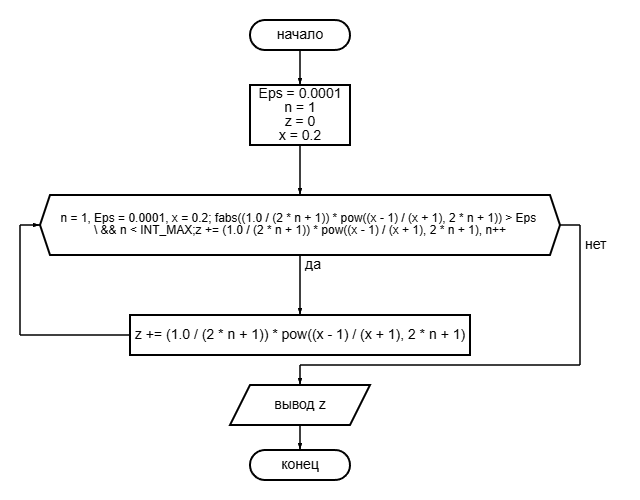 начало
Eps = 0.0001
n = 1
z = 0
x = 0.2
n = 1, Eps = 0.0001, x = 0.2; fabs((1.0 / (2 * n + 1)) * pow((x - 1) / (x + 1), 2 * n + 1)) > Eps
\ && n < INT_MAX;z += (1.0 / (2 * n + 1)) * pow((x - 1) / (x + 1), 2 * n + 1), n++
нет
да
z += (1.0 / (2 * n + 1)) * pow((x - 1) / (x + 1), 2 * n + 1)
вывод z
конец